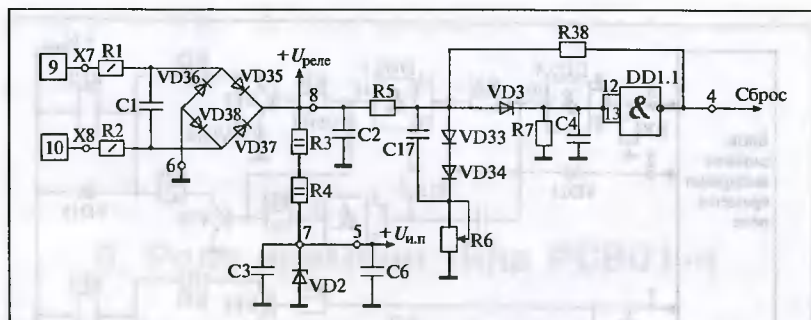 9
X7
R1
VD36
VD35
C1
VD38
VD37
10
X8
R2
6
+ Uреле
8
R5
R3
C2
R4
7
5
+ Uи.п
C3
VD2
C6
C17
VD33
VD34
R6
VD3
R38
R7
C4
DD1.1
12
13
&
4
Сброс